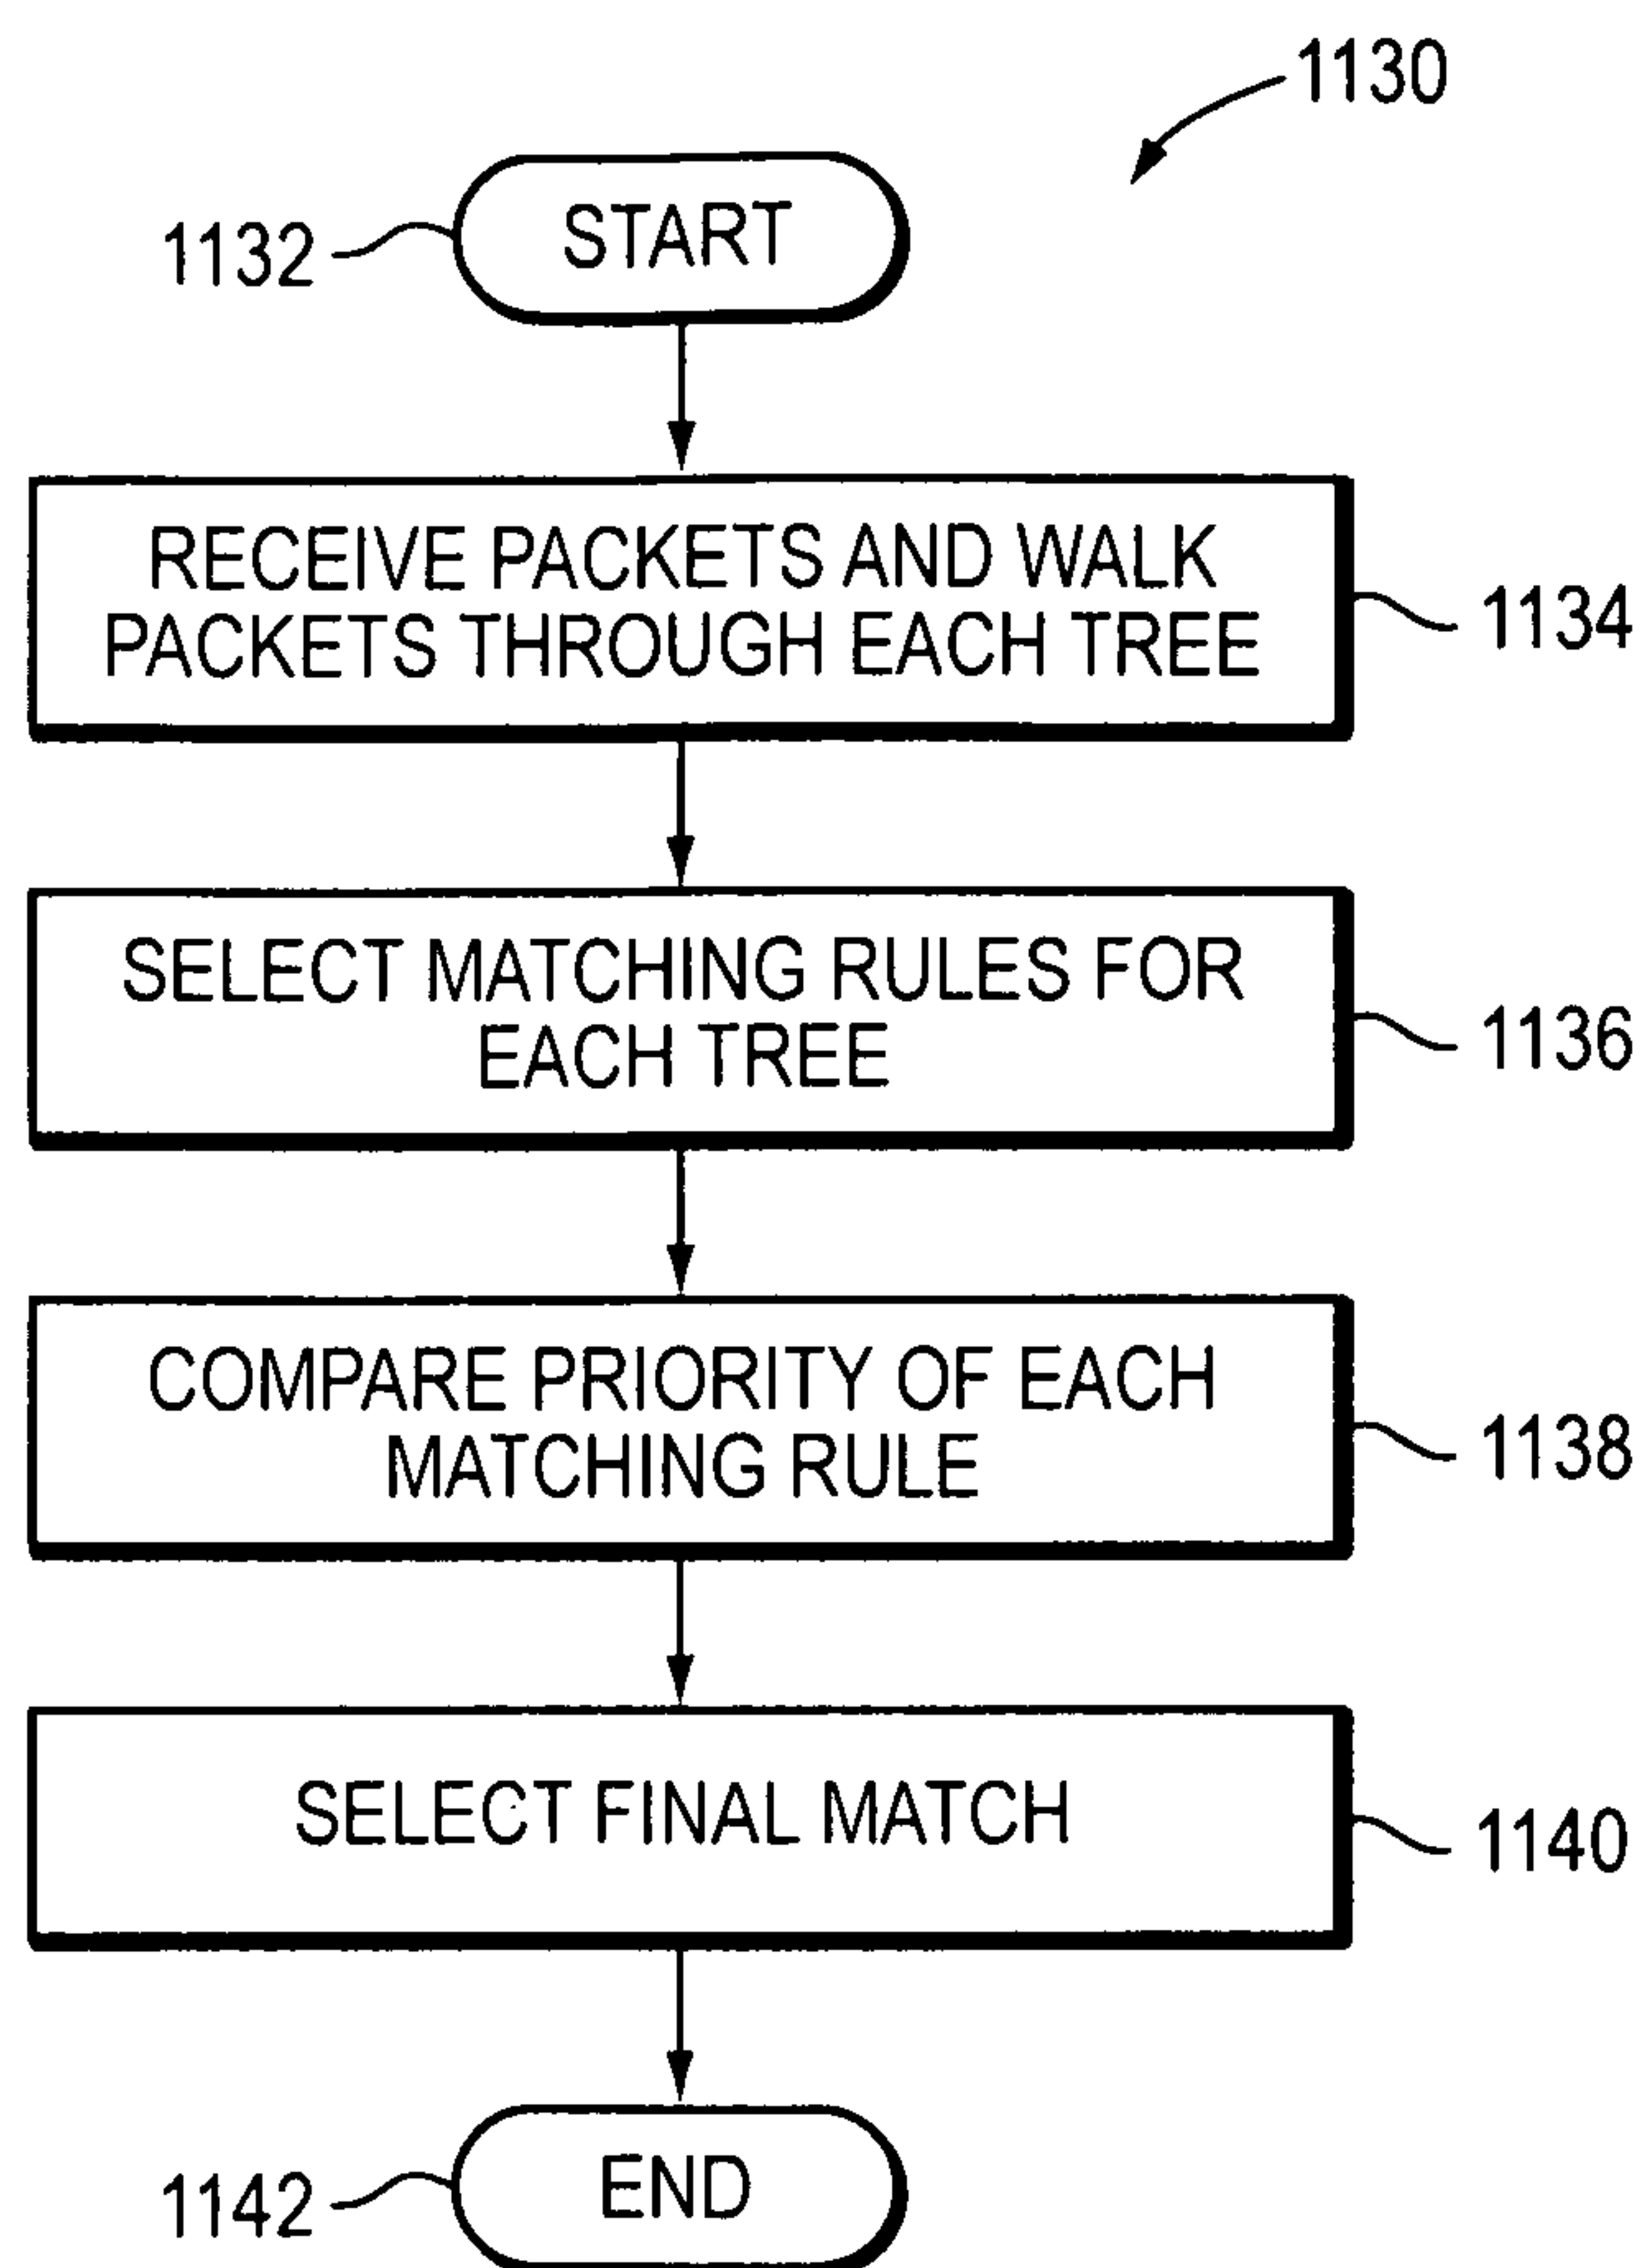 1130
1132
START
RECEIVE PACKETS AND WALK
PACKETS THROUGH EACH TREE
1134
SELECT MATCHING RULES FOR
EACH TREE
1136
COMPARE PRIORITY OF EACH
MATCHING RULE
1138
SELECT FINAL MATCH
1140
1142
END